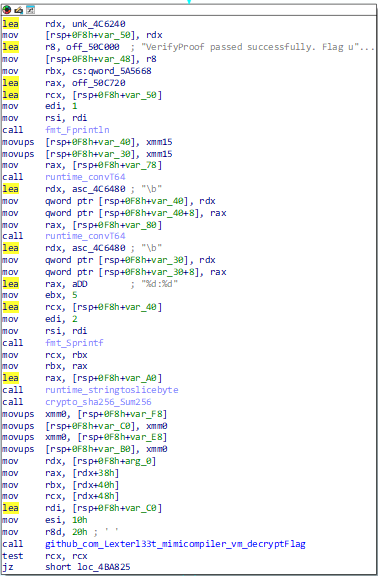 lea rdx, unk_4C6240
mov [rsp+0F8h+var_50], rdx
lea r8, off_50C000 ; "VerifyProof passed successfully. Flag u"...
mov [rsp+0F8h+var_48], r8
mov rbx, cs:qword_5A5668
lea rax, off_50C720
lea rcx, [rsp+0F8h+var_50]
mov edi, 1
mov rsi, rdi
call fmt_Fprintln
movups [rsp+0F8h+var_40], xmm15
movups [rsp+0F8h+var_30], xmm15
mov rax, [rsp+0F8h+var_78]
call runtime_convT64
lea rdx, asc_4C6480 ; "\b"
mov qword ptr [rsp+0F8h+var_40], rdx
mov qword ptr [rsp+0F8h+var_40+8], rax
mov rax, [rsp+0F8h+var_80]
call runtime_convT64
lea rdx, asc_4C6480 ; "\b"
mov qword ptr [rsp+0F8h+var_30], rdx
mov qword ptr [rsp+0F8h+var_30+8], rax
lea rax, aDD ; "%d:%d"
mov ebx, 5
lea rcx, [rsp+0F8h+var_40]
mov edi, 2
mov rsi, rdi
call fmt_Sprintf
mov rcx, rbx
mov rbx, rax
lea rax, [rsp+0F8h+var_A0]
call runtime_stringtoslicebyte
call crypto_sha256_Sum256
movups xmm0, [rsp+0F8h+var_F8]
movups [rsp+0F8h+var_C0], xmm0
movups xmm0, [rsp+0F8h+var_E8]
movups [rsp+0F8h+var_B0], xmm0
mov rdx, [rsp+0F8h+arg_0]
mov rax, [rdx+38h]
mov rbx, [rdx+40h]
mov rcx, [rdx+48h]
lea rdi, [rsp+0F8h+var_C0]
mov esi, 10h
mov r8d, 20h ; ' '
call github_com_Lexterl33t_mimicompiler_vm_decryptFlag
test rcx, rcx
jz short loc_4BA825